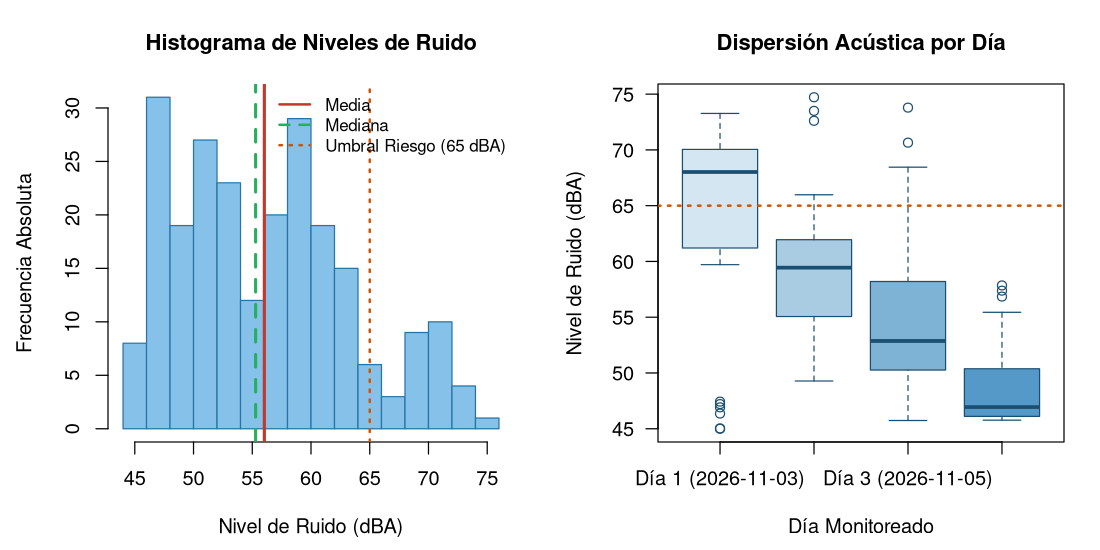 Histograma de Niveles de Ruido
Frecuencia Absoluta
30
25
20
15
10
5
0
Media
Mediana
Umbral Riesgo (65 dBA)
45 50 55 60 65 70 75
Nivel de Ruido (dBA)
Dispersión Acústica por Día
Nivel de Ruido (dBA)
75
70
65
60
55
50
45
Día 1 (2026-11-03) Día 3 (2026-11-05)
Día Monitoreado